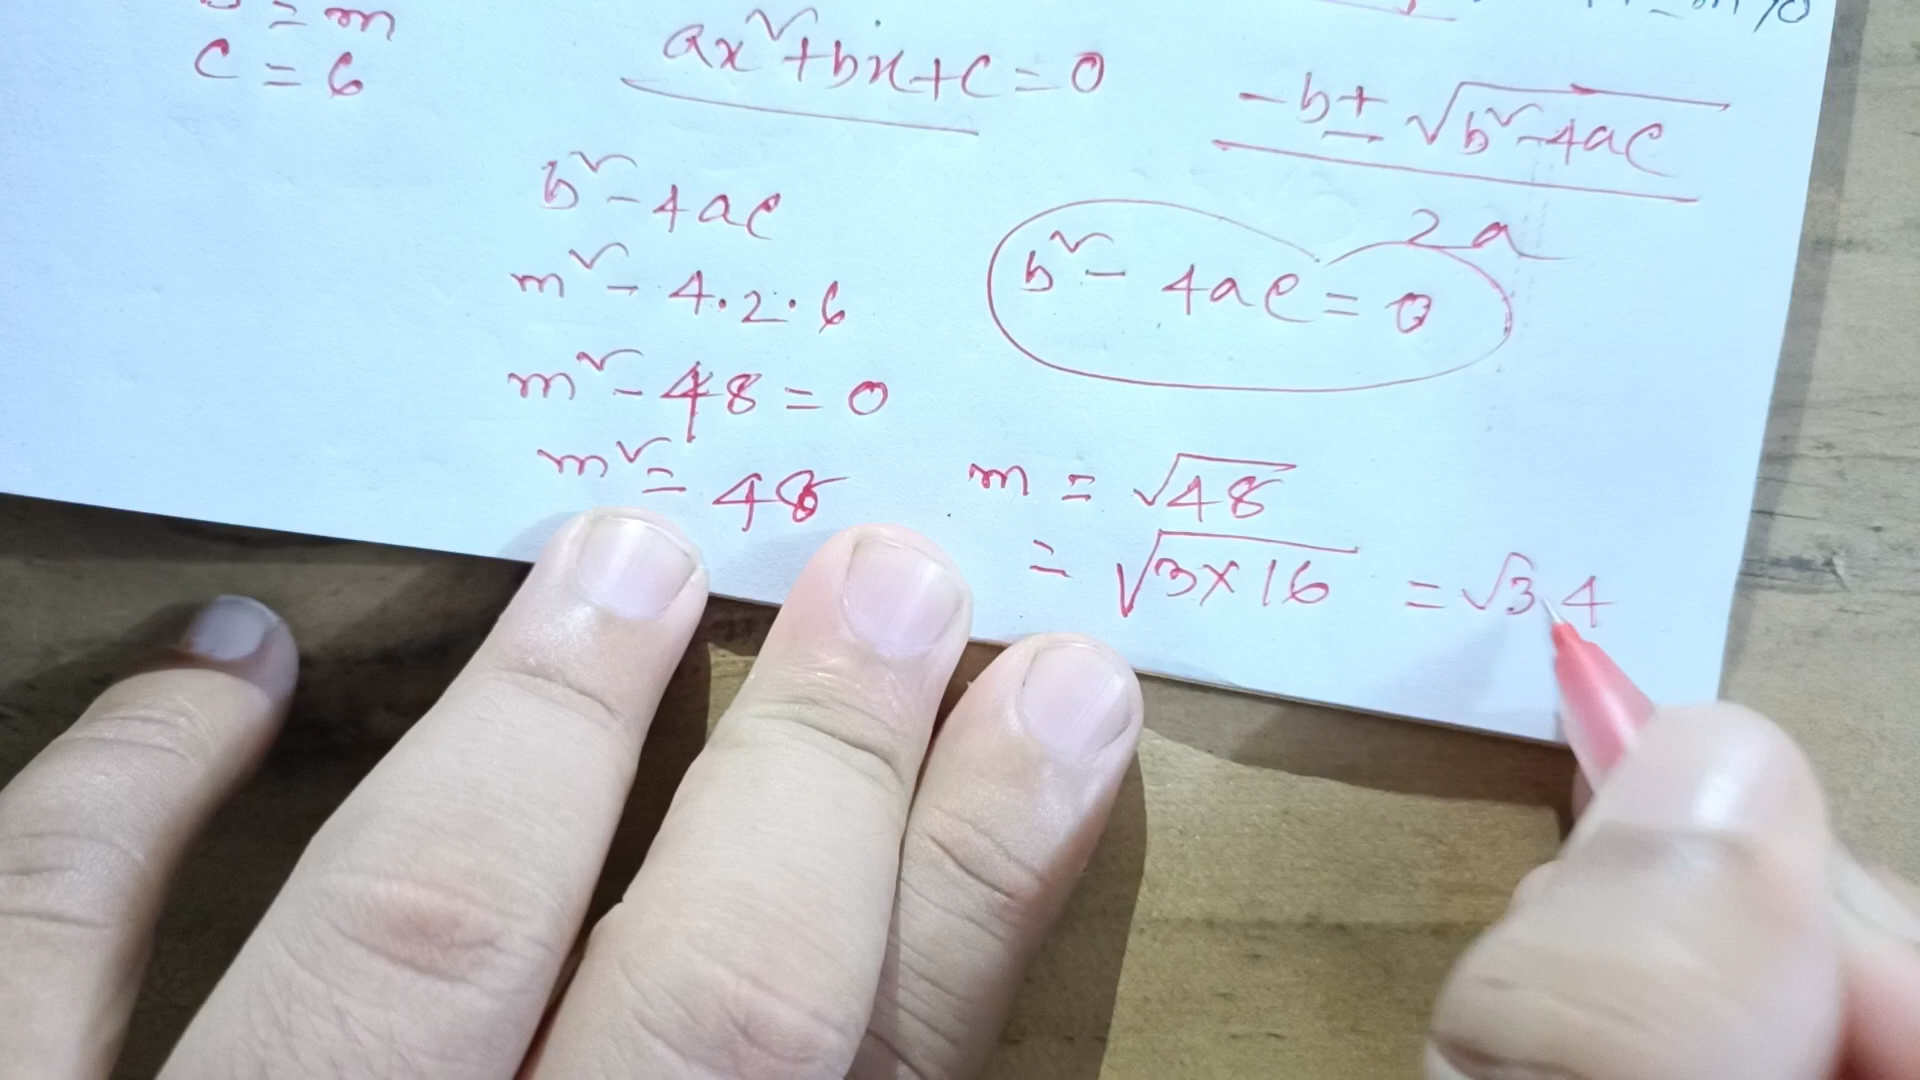 = m
c = 6
ax² + bx + c = 0
-b ± √b² - 4ac
2a
b² - 4ac
b² - 4ac = 0
m² - 4·2·6
m² - 48 = 0
m² = 48
m = √48
= √3×16 = √3 4